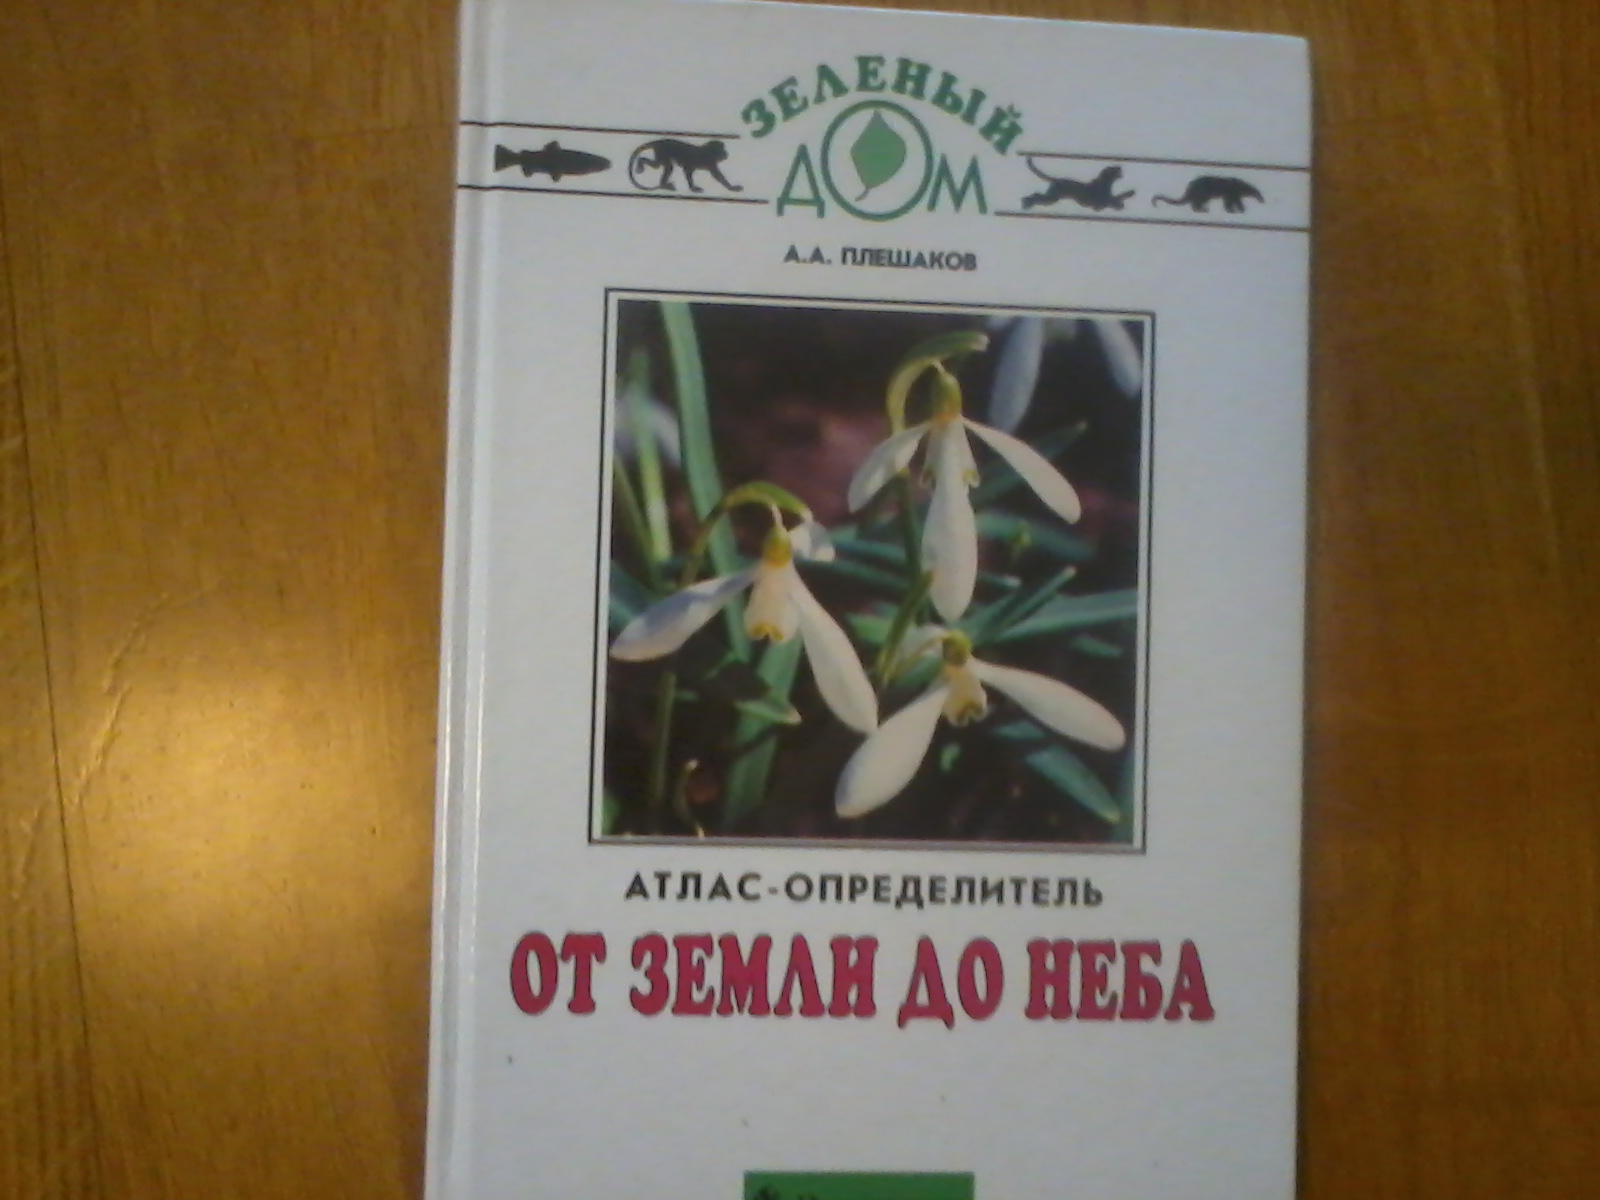 ЗЕЛЕНЫЙ
ДОМ
А.А. ПЛЕШАКОВ
АТЛАС-ОПРЕДЕЛИТЕЛЬ
ОТ ЗЕМЛИ ДО НЕБА